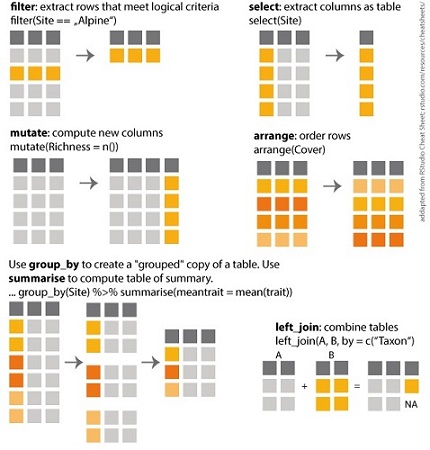 filter: extract rows that meet logical criteria
filter(Site == „Alpine“)
select: extract columns as table
select(Site)
mutate: compute new columns
mutate(Richness = n())
arrange: order rows
arrange(Cover)
Use group_by to create a "grouped" copy of a table. Use
summarise to compute table of summary.
... group_by(Site) %>% summarise(meantrait = mean(trait))
left_join: combine tables
left_join(A, B, by = c("Taxon“)
A
B
+
=
NA
addapted from RStudio Cheat Sheet: rstudio.com/resources/cheatsheets/